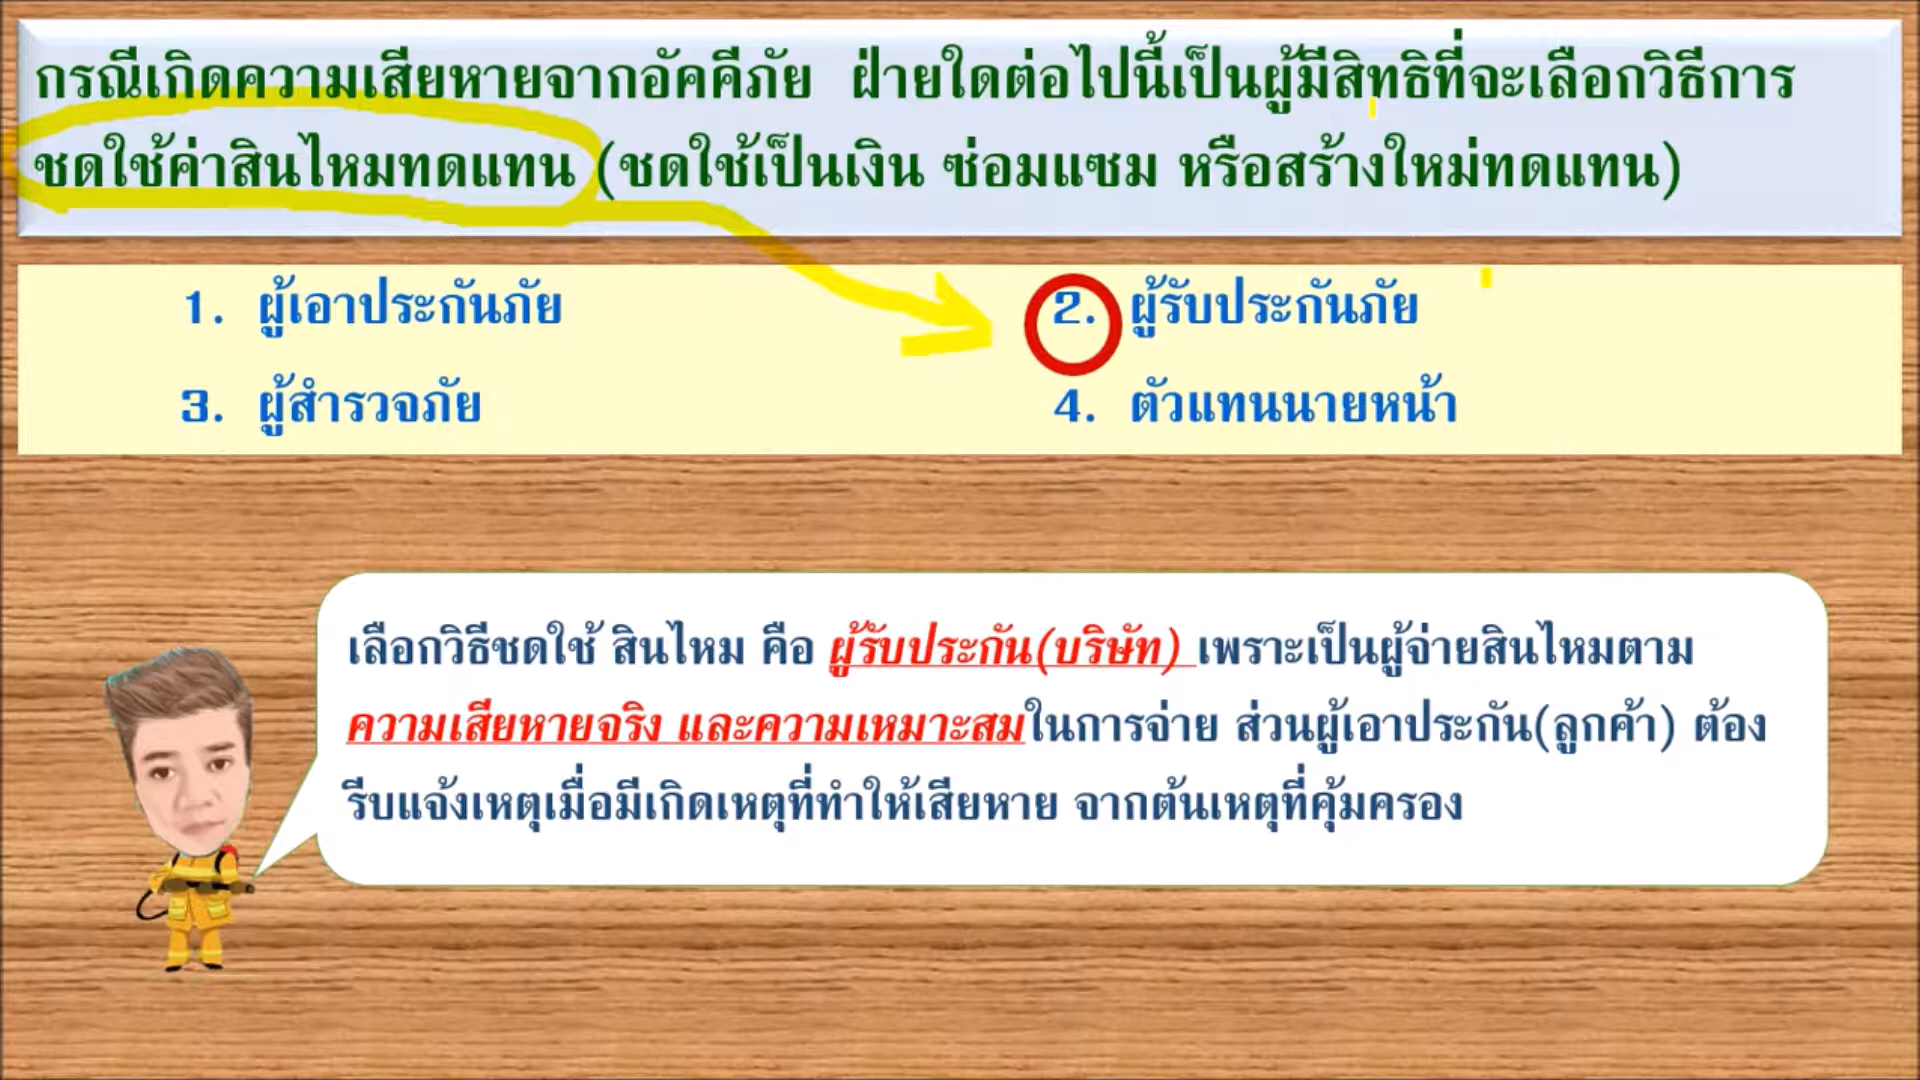 กรณีเกิดความเสียหายจากอัคคีภัย ฝ่ายใดต่อไปนี้เป็นผู้มีสิทธิที่จะเลือกวิธีการ
ชดใช้ค่าสินไหมทดแทน (ชดใช้เป็นเงิน ซ่อมแซม หรือสร้างใหม่ทดแทน)
1. ผู้เอาประกันภัย 2. ผู้รับประกันภัย
3. ผู้สำรวจภัย 4. ตัวแทนนายหน้า
เลือกวิธีชดใช้ สินไหม คือ ผู้รับประกัน(บริษัท) เพราะเป็นผู้จ่ายสินไหมตาม
ความเสียหายจริง และความเหมาะสมในการจ่าย ส่วนผู้เอาประกัน(ลูกค้า) ต้อง
รีบแจ้งเหตุเมื่อมีเกิดเหตุที่ทำให้เสียหาย จากต้นเหตุที่คุ้มครอง